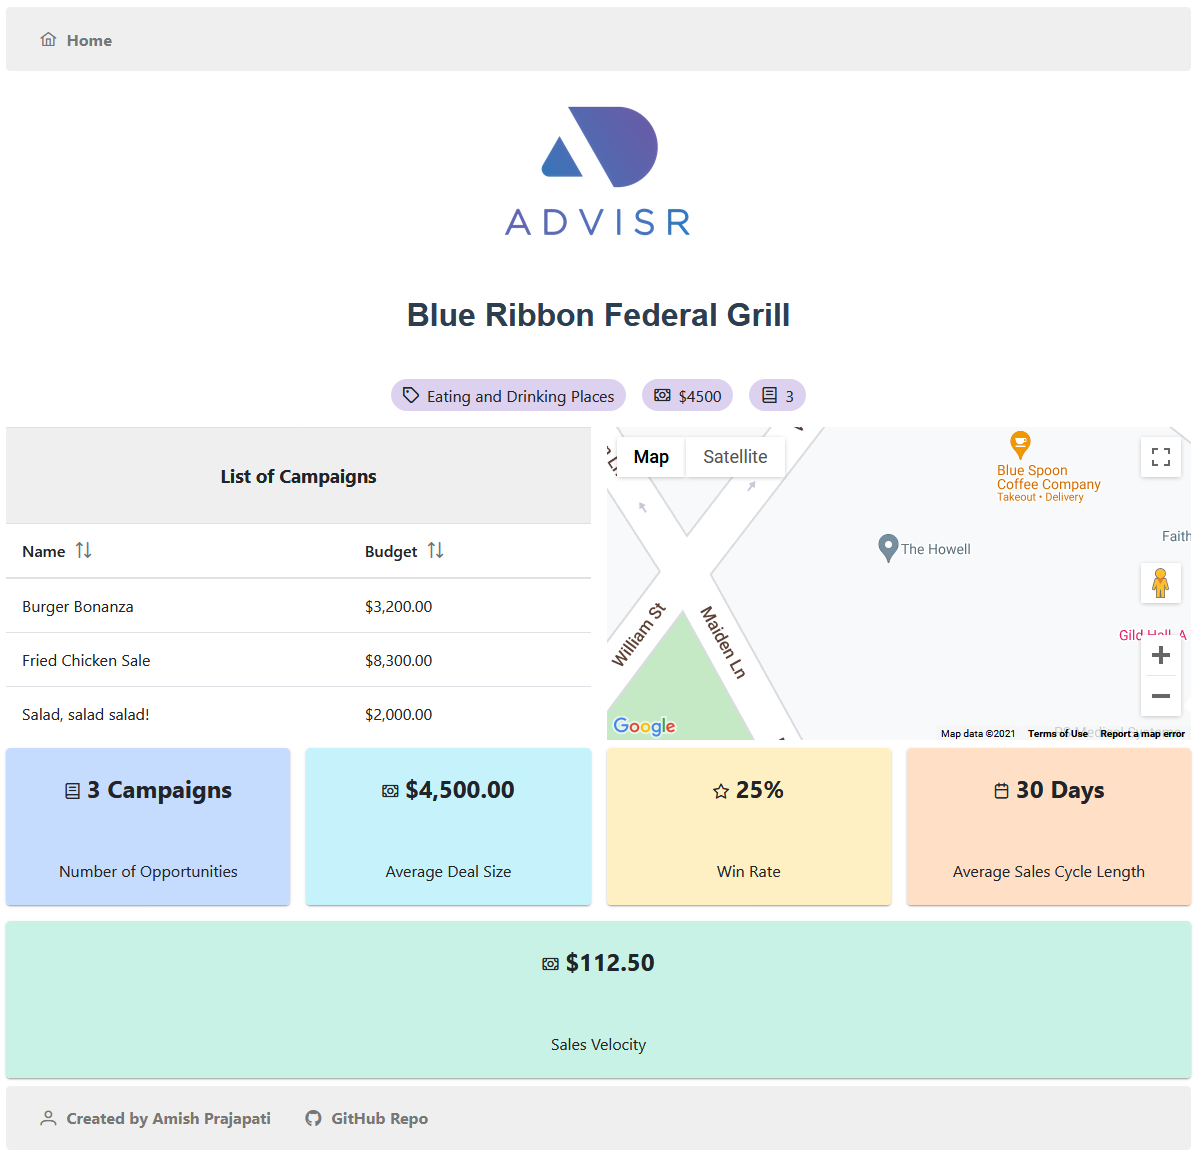 Home
ADVISR
Blue Ribbon Federal Grill
Eating and Drinking Places
$4500
3
List of Campaigns
Name
Budget
Burger Bonanza
$3,200.00
Fried Chicken Sale
$8,300.00
Salad, salad salad!
$2,000.00
Map
Satellite
Blue Spoon
Coffee Company
Takeout • Delivery
The Howell
Faith
William St
Maiden Ln
Google
Map data ©2021
Terms of Use
Report a map error
3 Campaigns
Number of Opportunities
$4,500.00
Average Deal Size
25%
Win Rate
30 Days
Average Sales Cycle Length
$112.50
Sales Velocity
Created by Amish Prajapati
GitHub Repo